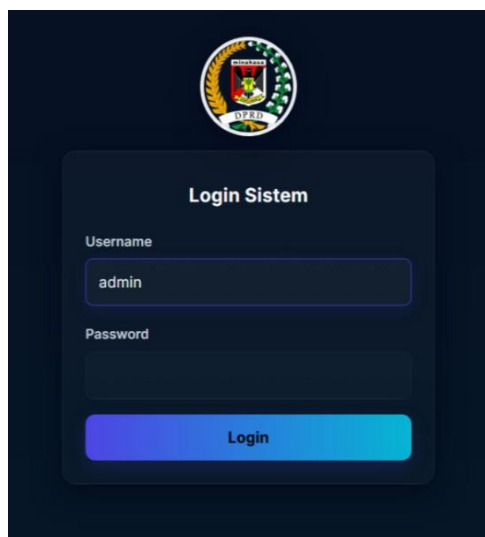 minahasa
DPRD
Login Sistem
Username
admin
Password
Login